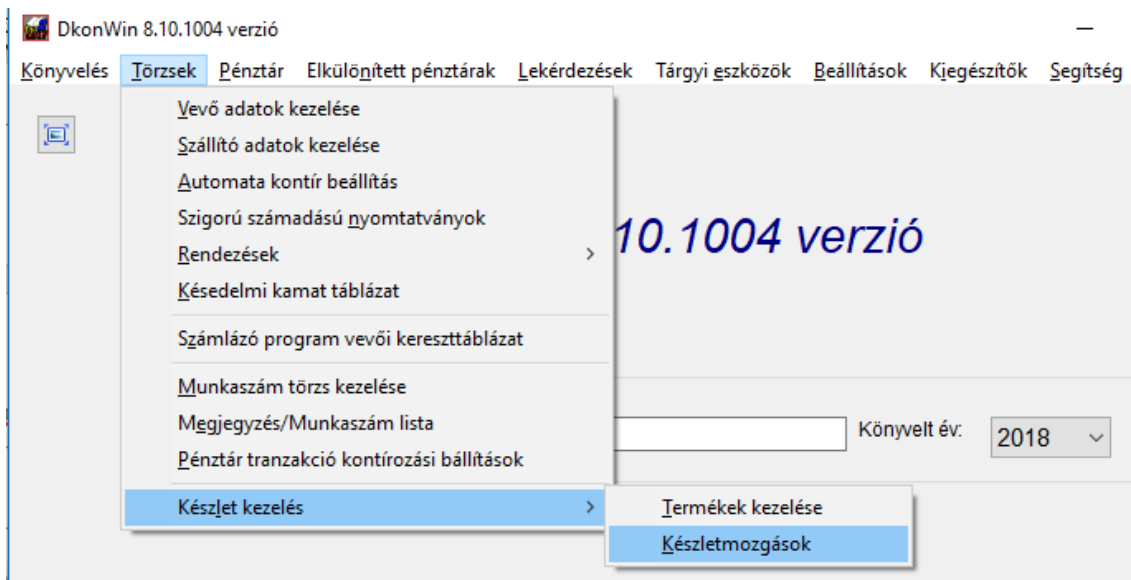 DkonWin 8.10.1004 verzió
Könyvelés Törzsek Pénztár Elkülönített pénztárak Lekérdezések Tárgyi eszközök Beállítások Kiegészítők Segítség
Vevő adatok kezelése
Szállító adatok kezelése
Automata kontír beállítás
Szigorú számadású nyomtatványok
Rendezések
10.1004 verzió
Késedelmi kamat táblázat
Számlázó program vevői kereszttáblázat
Munkaszám törzs kezelése
Megjegyzés/Munkaszám lista
Könyvelt év: 2018
Pénztár tranzakció kontírozási bállítások
Készlet kezelés
Termékek kezelése
Készletmozgások